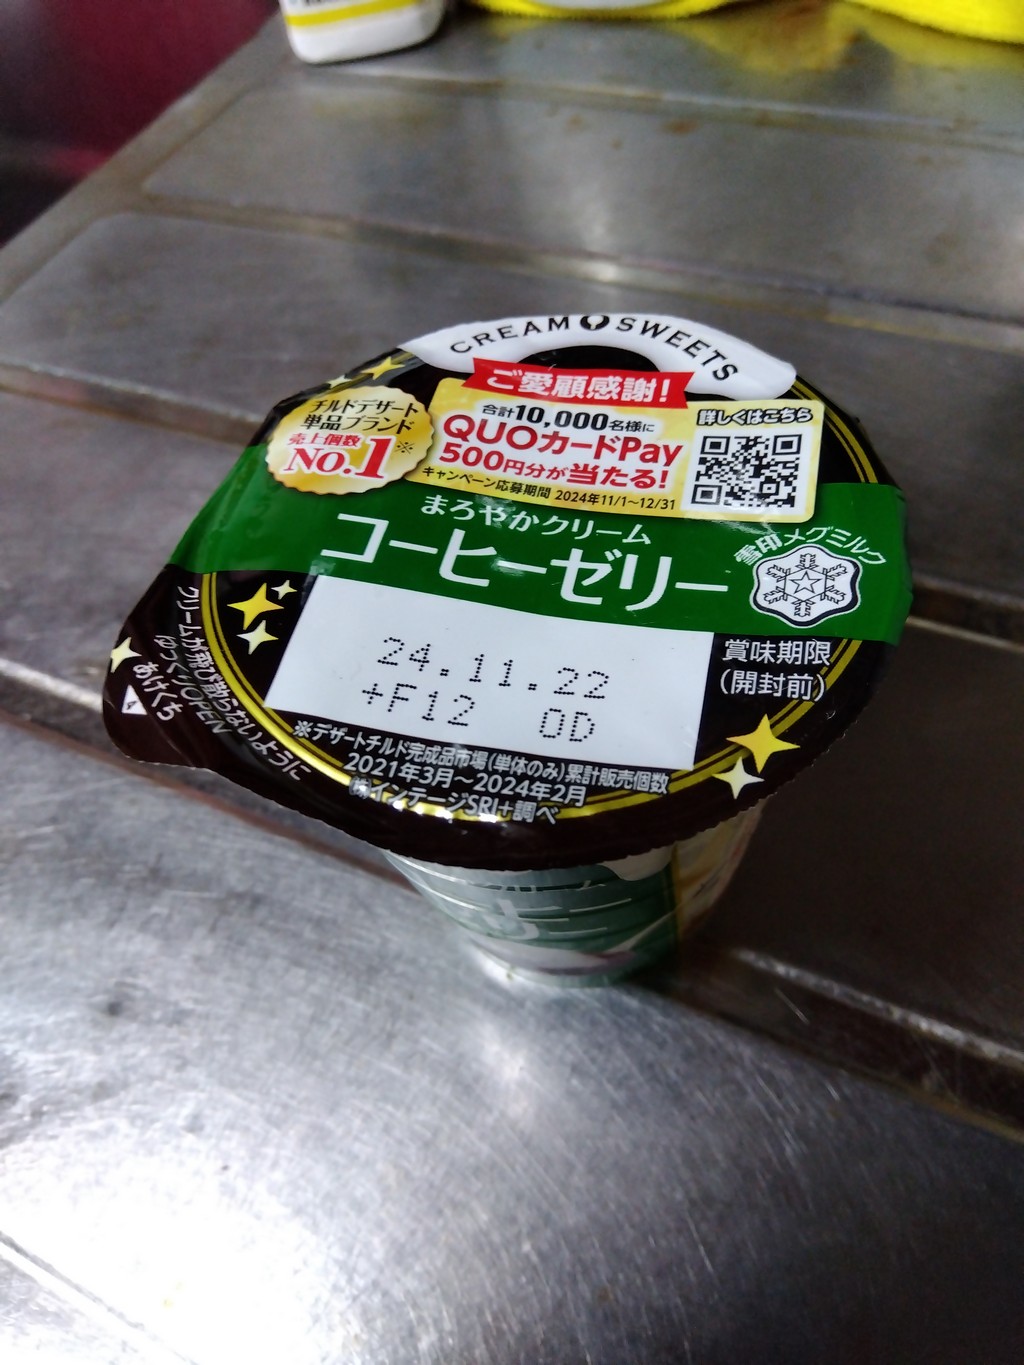 CREAM SWEETS
ご愛顧感謝!
チルドデザート
単品ブランド
売上個数
NO.1※
合計10,000名様に
QUOカードPay
500円分が当たる!
キャンペーン応募期間 2024年11/1~12/31
詳しくはこちら
まろやかクリーム
コーヒーゼリー
雪印メグミルク
24.11.22
+F12 OD
賞味期限
(開封前)
クリームが飛び散らないように
ゆっくりOPEN
あけくち
※デザートチルド完成品市場(単体のみ)累計販売個数
2021年3月~2024年2月
㈱インテージSRI+調べ